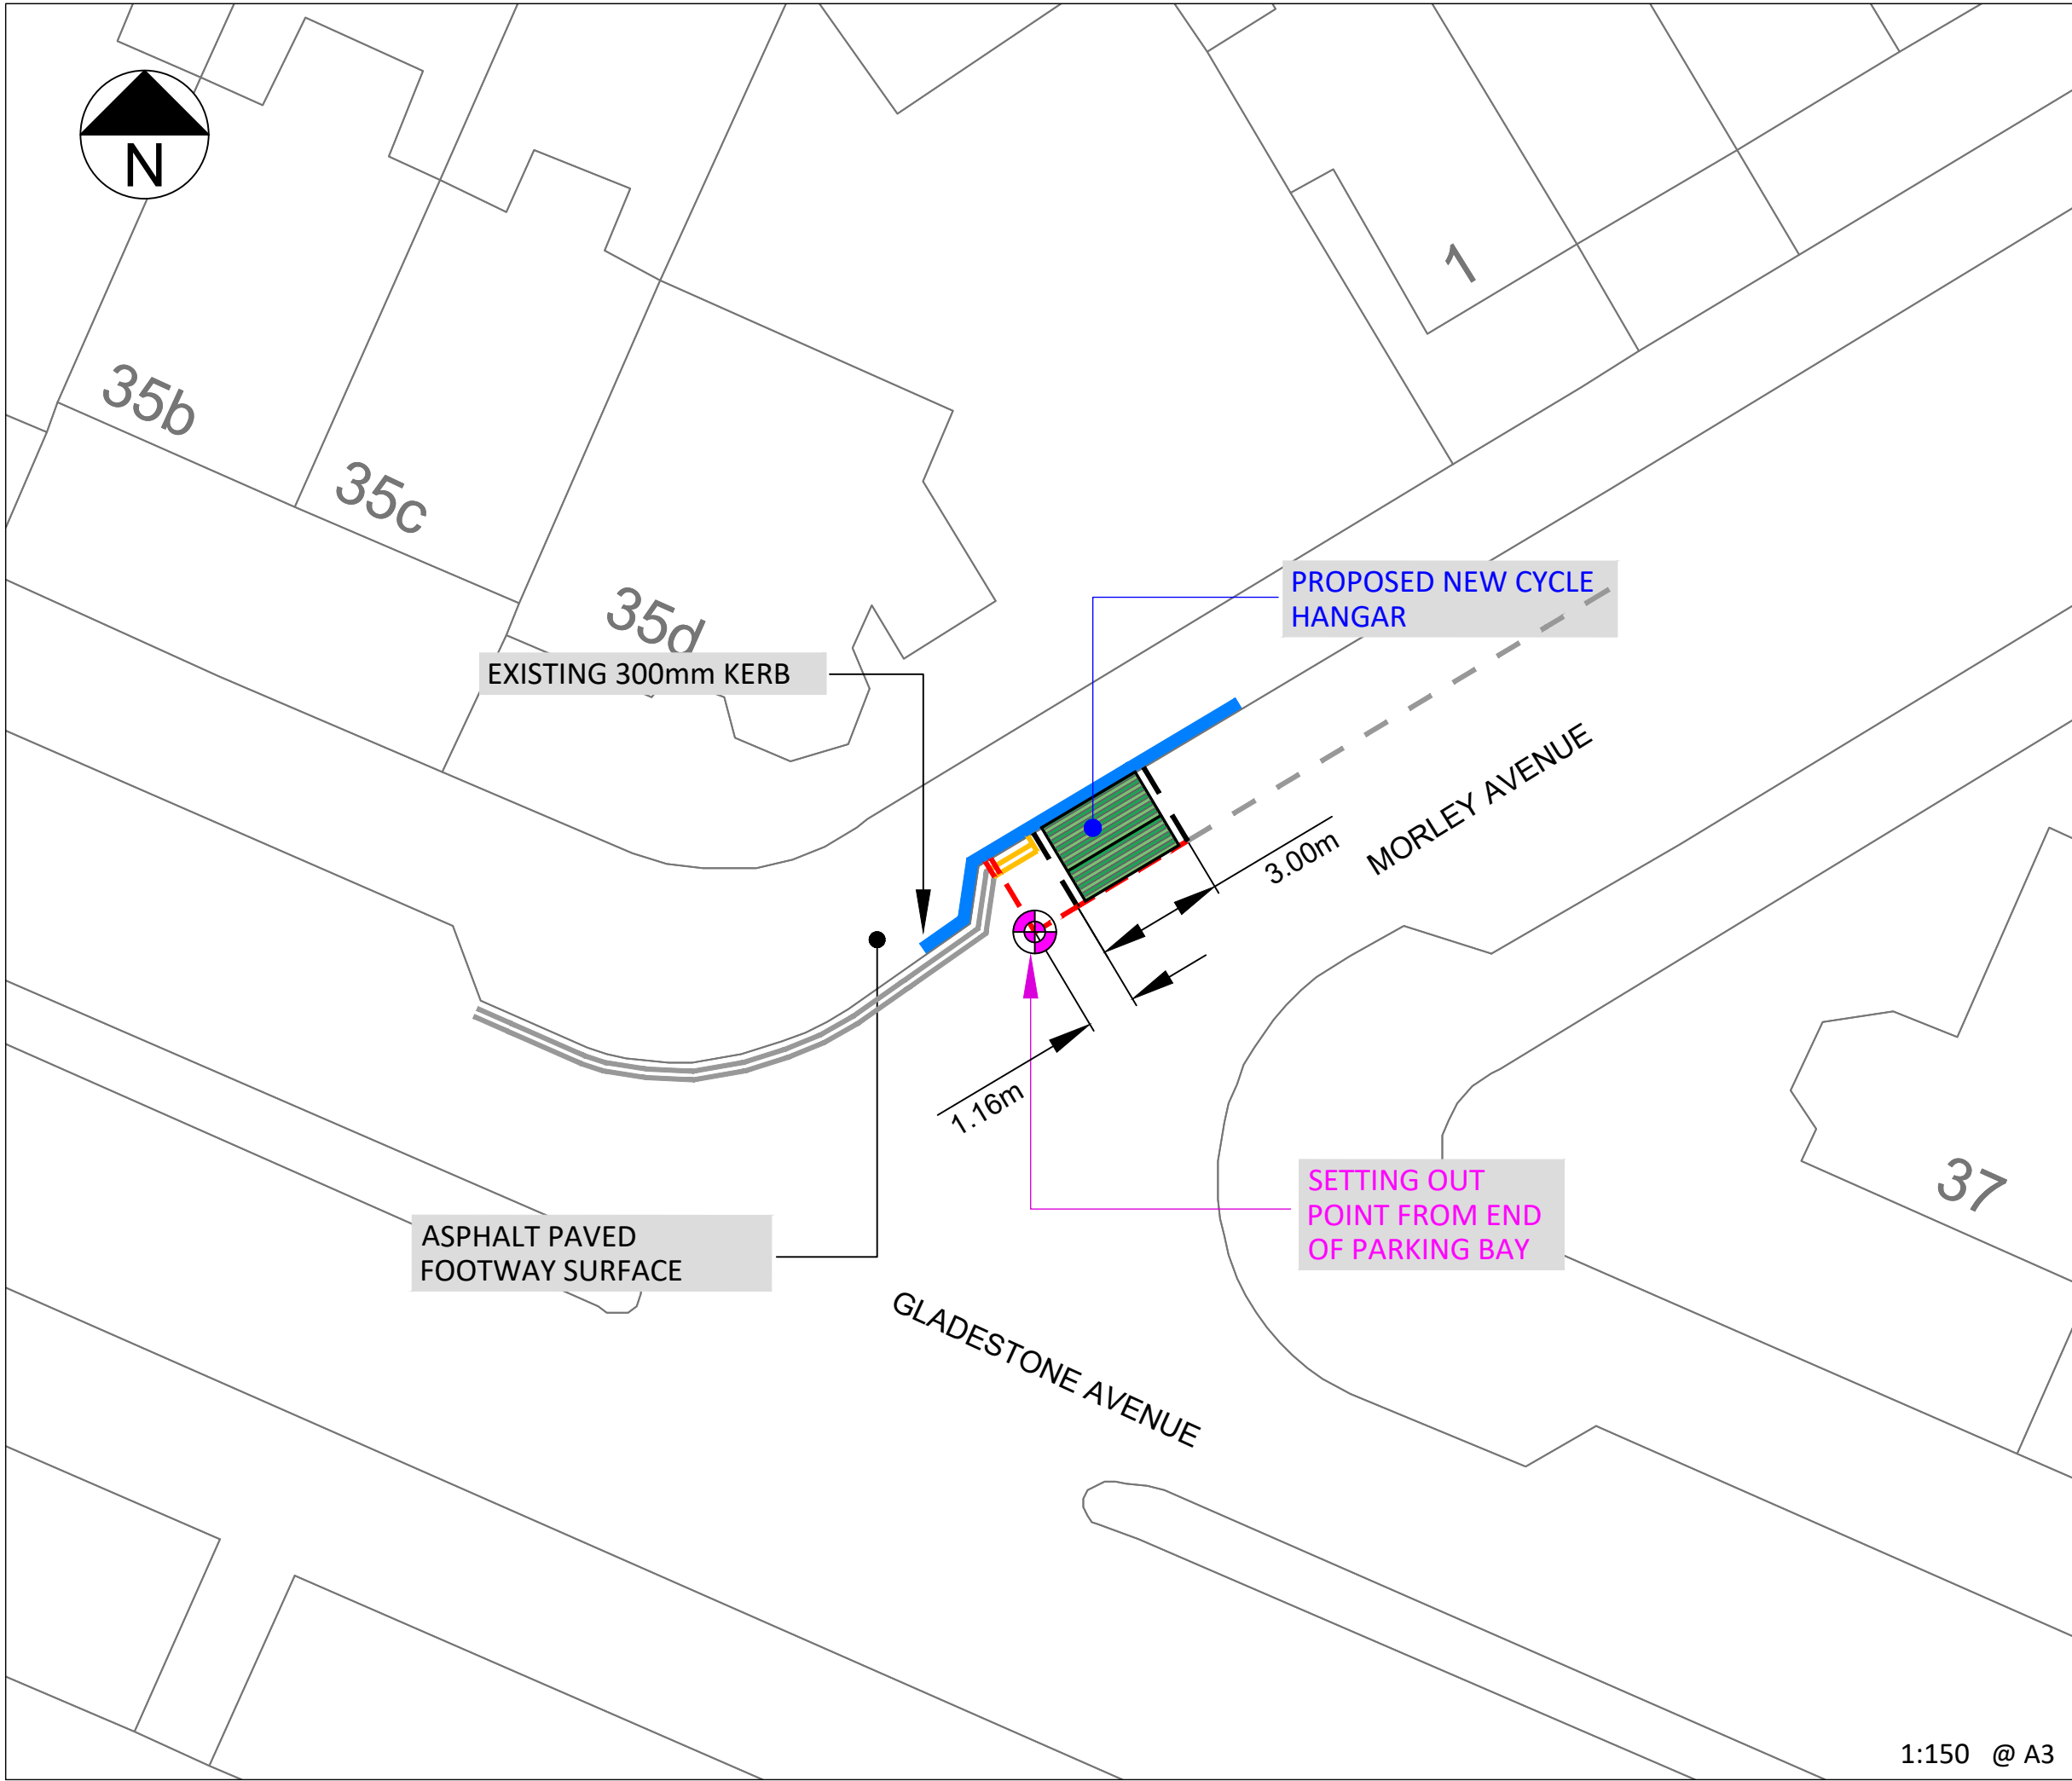 N
1
35b
35c
35d
PROPOSED NEW CYCLE
HANGAR
EXISTING 300mm KERB
MORLEY AVENUE
3.00m
1.16m
SETTING OUT
POINT FROM END
OF PARKING BAY
37
ASPHALT PAVED
FOOTWAY SURFACE
GLADESTONE AVENUE
1:150 @ A3